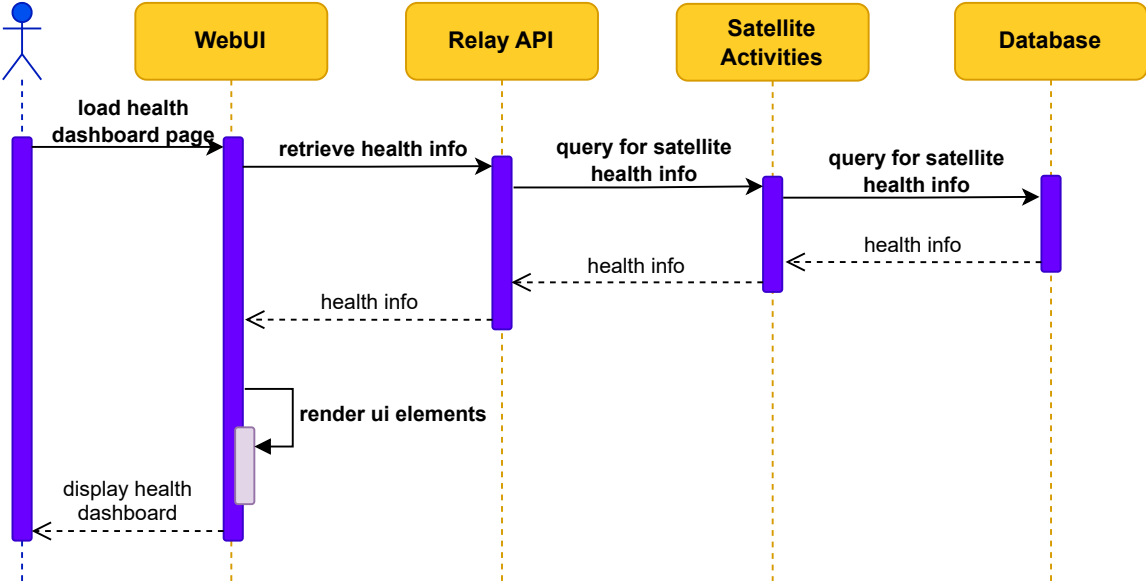 WebUI
Relay API
Satellite
Activities
Database
load health
dashboard page
retrieve health info
query for satellite
health info
query for satellite
health info
health info
health info
health info
render ui elements
display health
dashboard